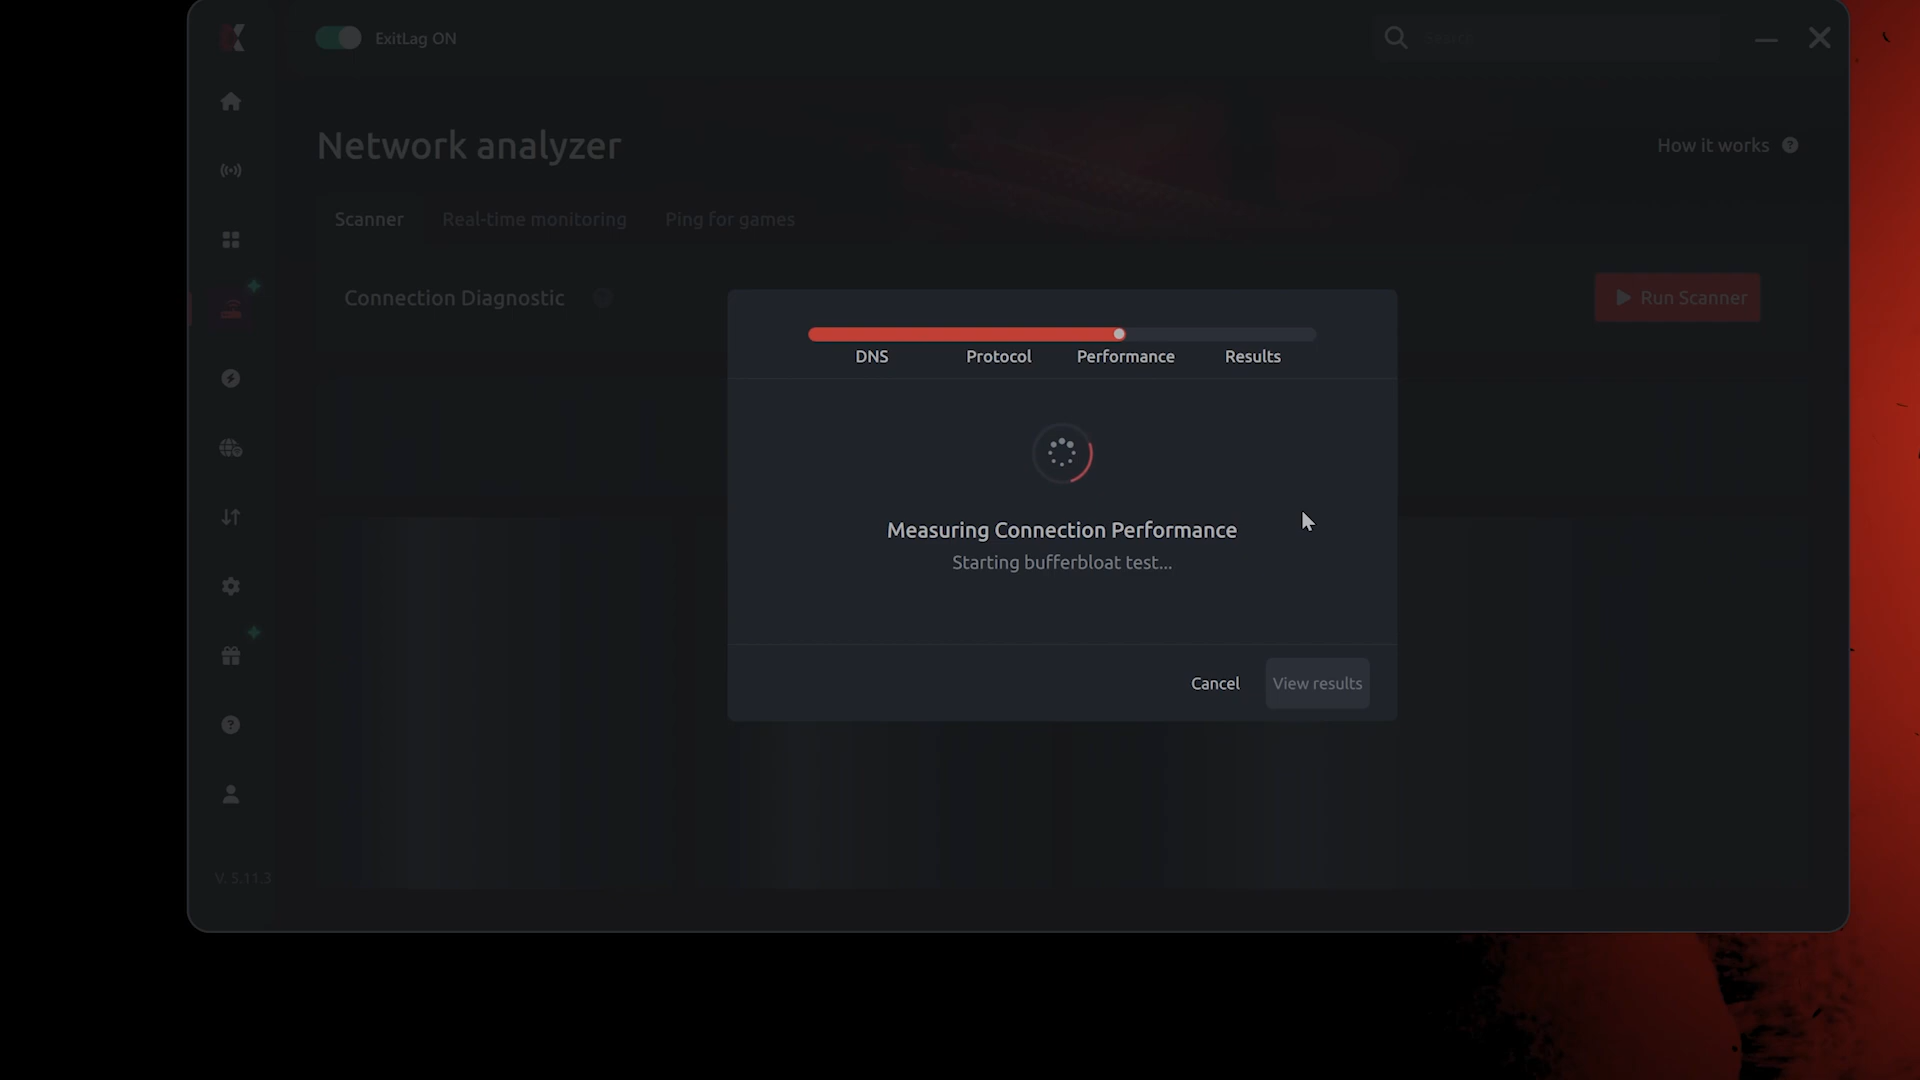 ExitLag ON
Search
Network analyzer
How it works
Scanner
Real-time monitoring
Ping for games
Connection Diagnostic
Run Scanner
DNS
Protocol
Performance
Results
Measuring Connection Performance
Starting bufferbloat test...
Cancel
View results
V. 5.11.3